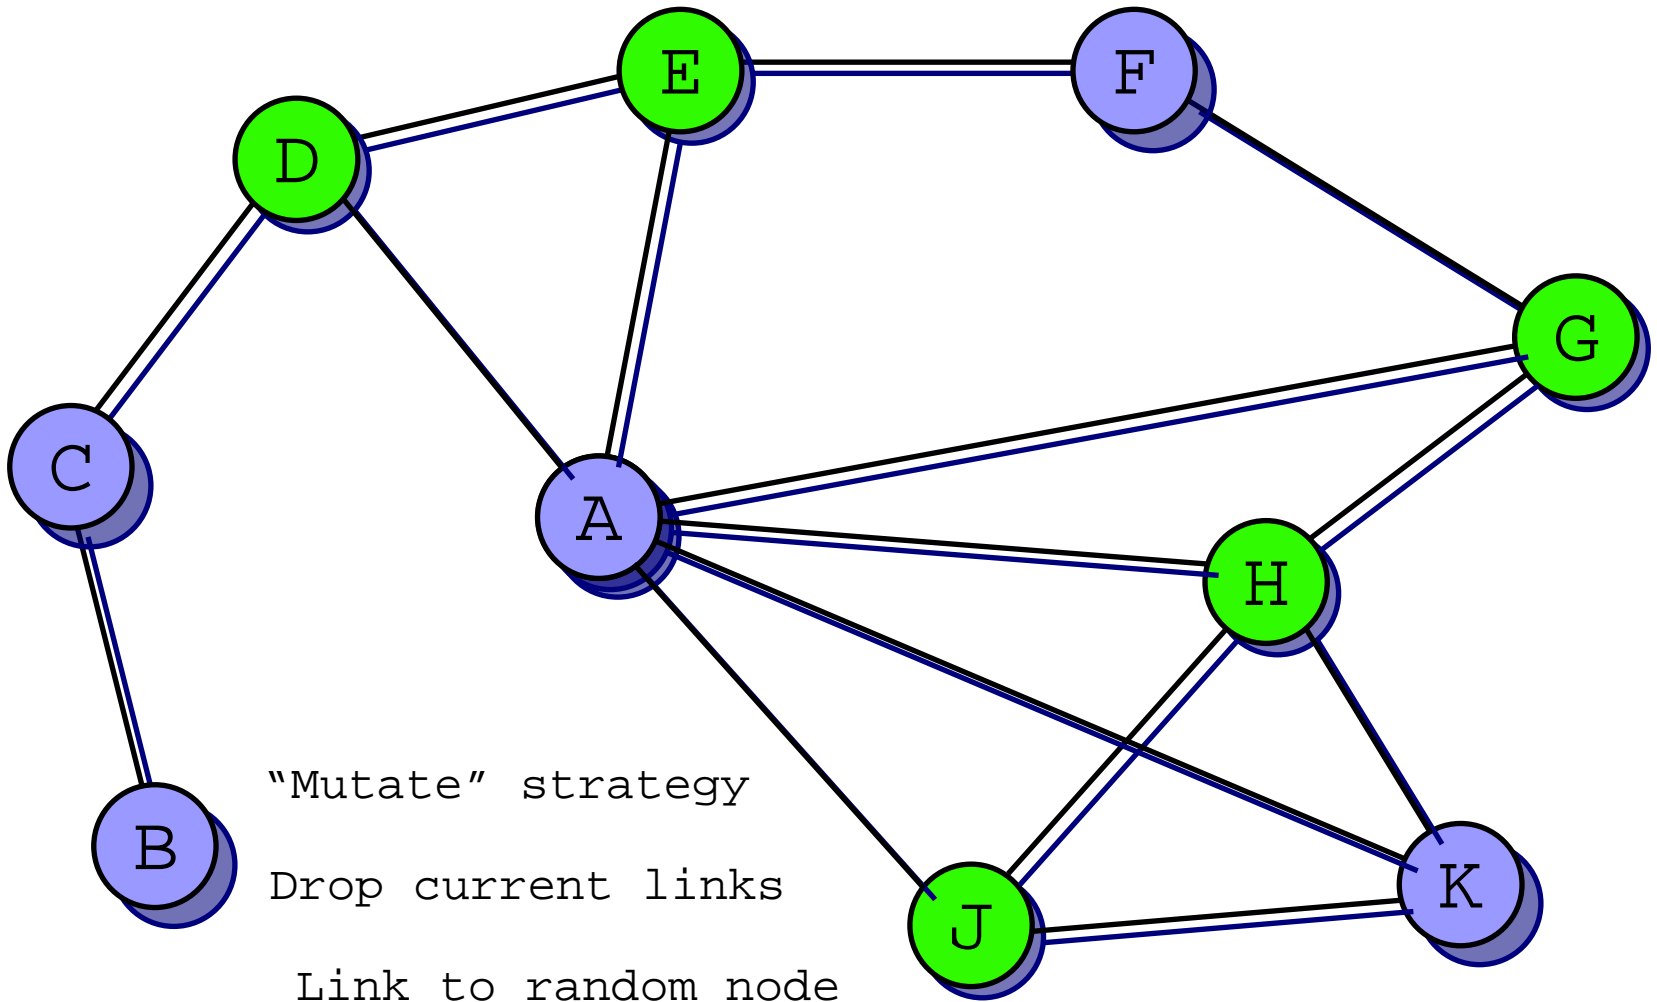 E
F
D
G
C
A
H
“Mutate” strategy
B
Drop current links
K
J
Link to random node